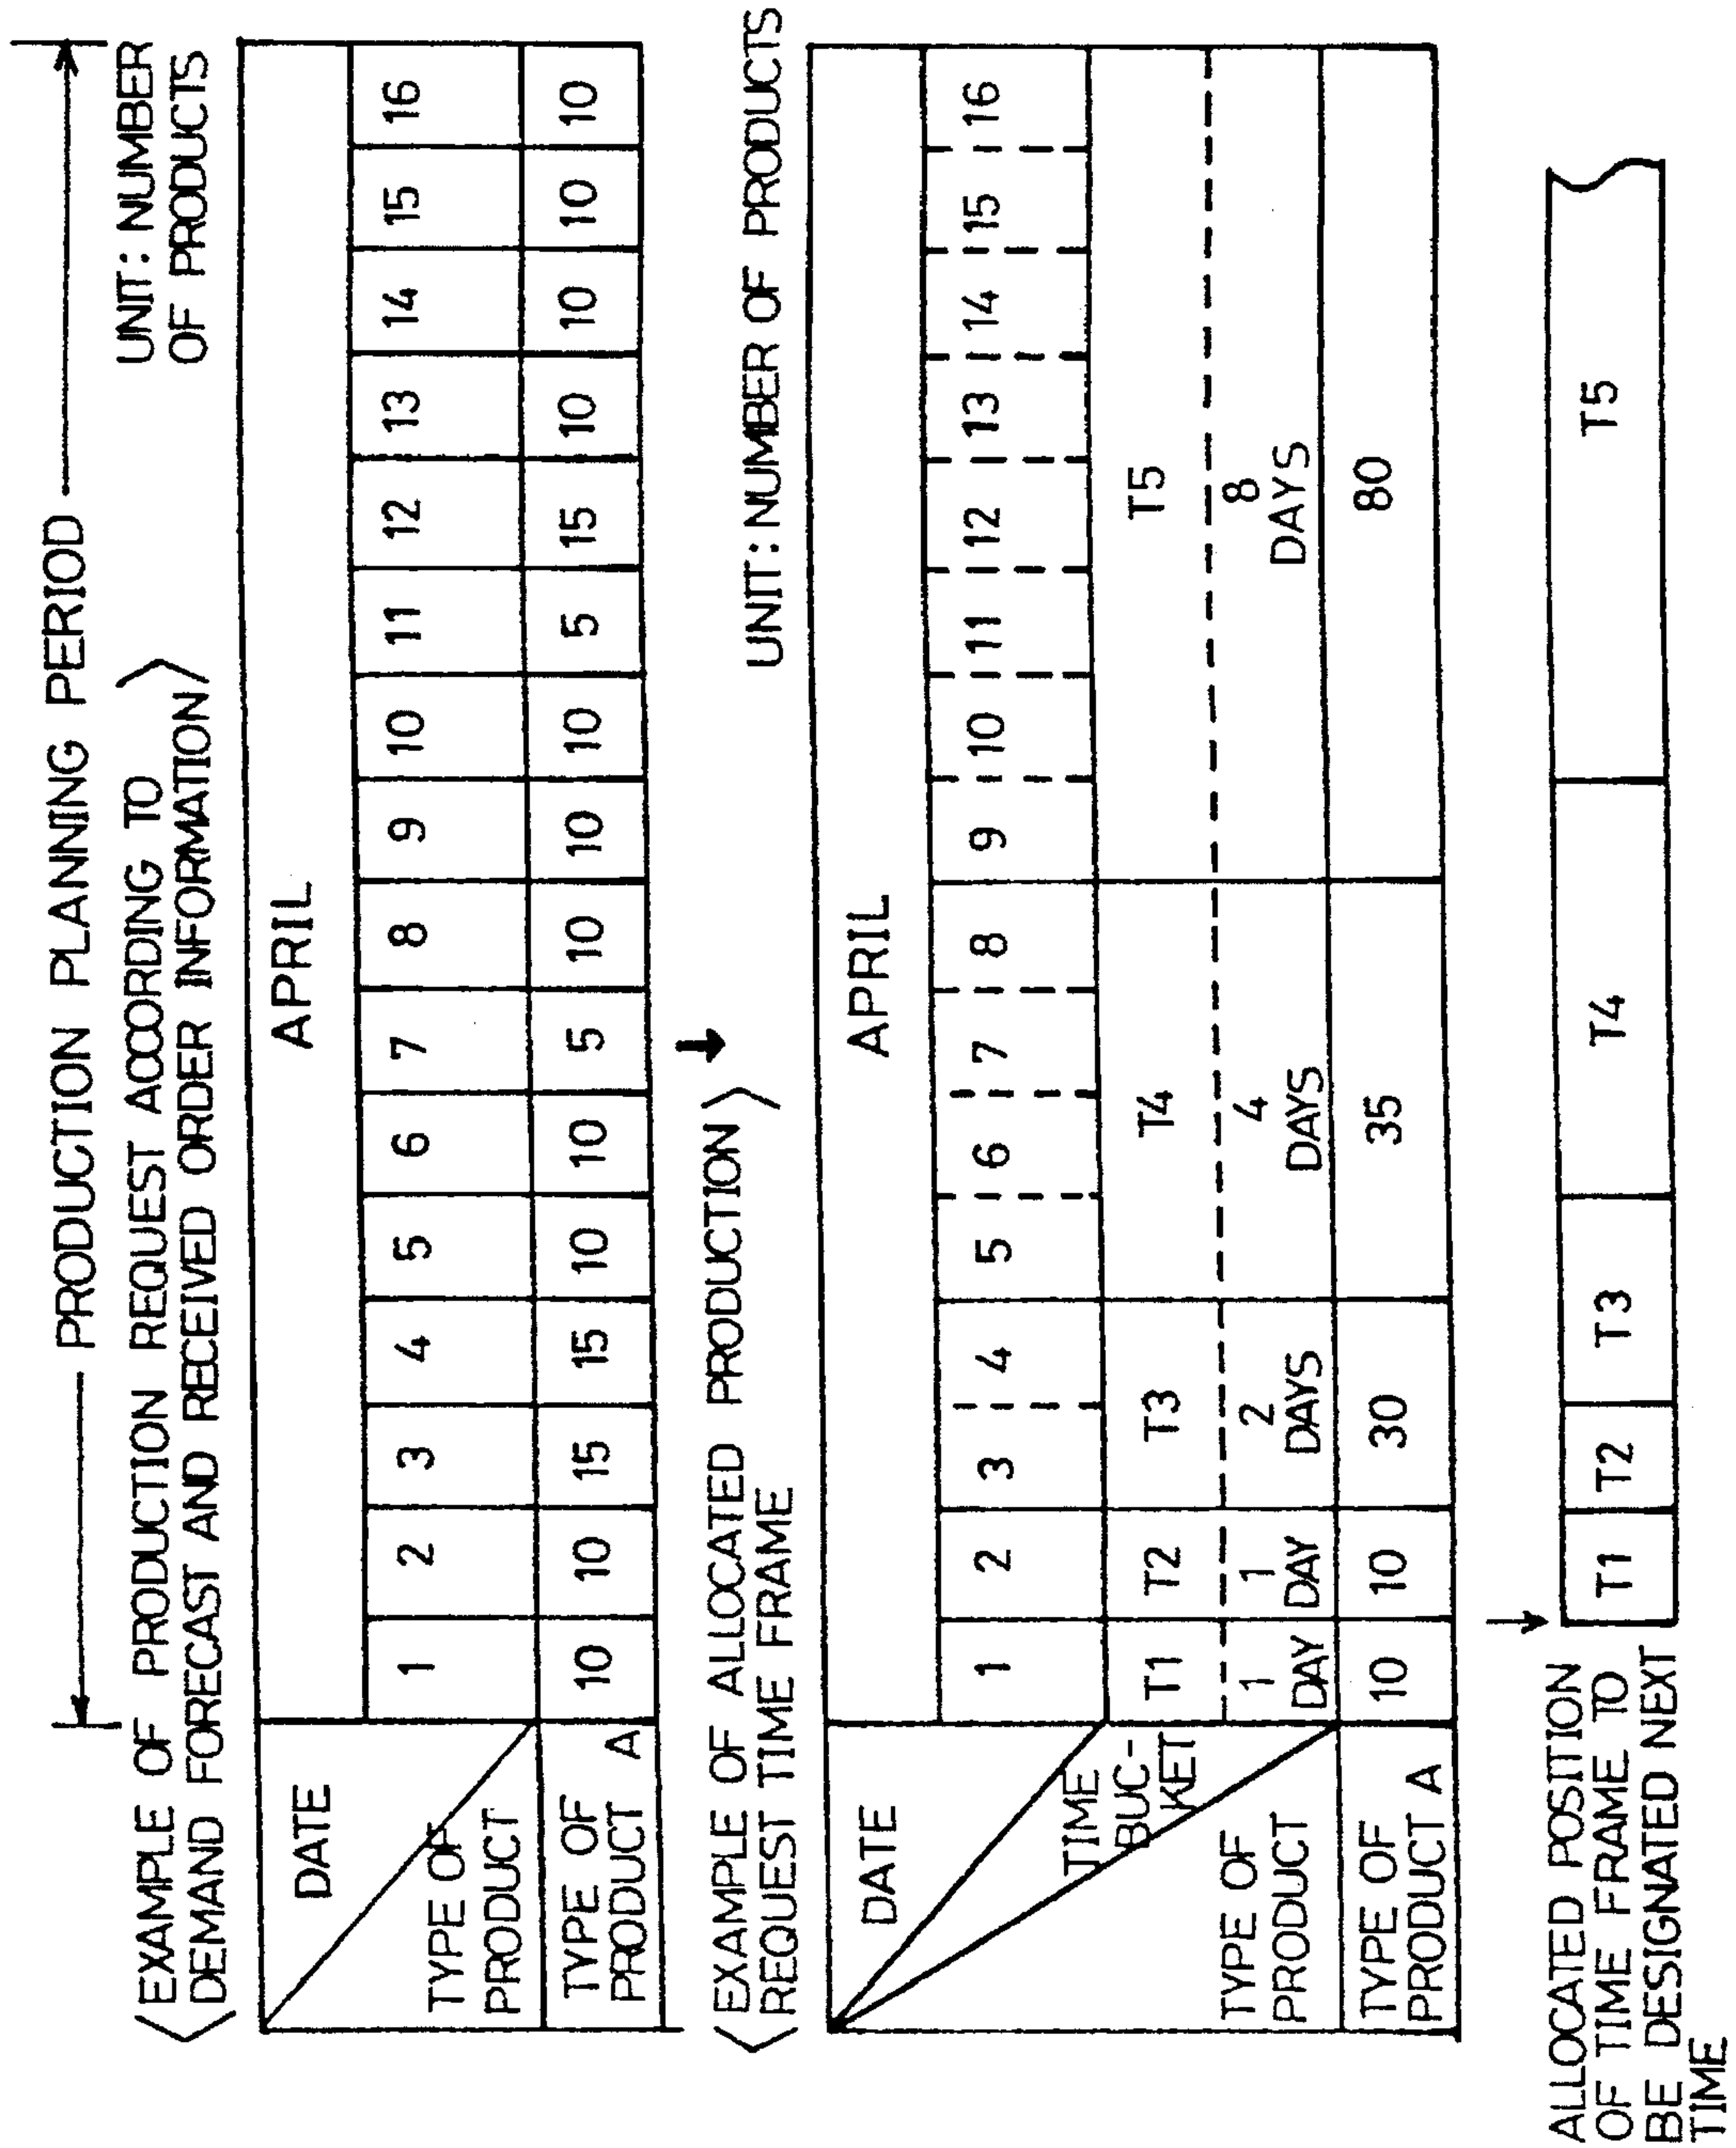 PRODUCTION PLANNING PERIOD
EXAMPLE OF PRODUCTION REQUEST ACCORDING TO
DEMAND FORECAST AND RECEIVED ORDER INFORMATION
UNIT: NUMBER
OF PRODUCTS
DATE
APRIL
TYPE OF
PRODUCT
1 2 3 4 5 6 7 8 9 10 11 12 13 14 15 16
TYPE OF
PRODUCT A
10 10 15 15 10 10 5 10 10 10 5 15 10 10 10 10
EXAMPLE OF ALLOCATED PRODUCTION
REQUEST TIME FRAME
UNIT: NUMBER OF PRODUCTS
DATE
APRIL
1 2 3 4 5 6 7 8 9 10 11 12 13 14 15 16
TIME
BUC-
KET
T1 T2 T3 T4 T5
TYPE OF
PRODUCT
1 1 2 4 8
DAY DAY DAYS DAYS DAYS
TYPE OF
PRODUCT A
10 10 30 35 80
ALLOCATED POSITION
OF TIME FRAME TO
BE DESIGNATED NEXT
TIME
T1 T2 T3 T4 T5